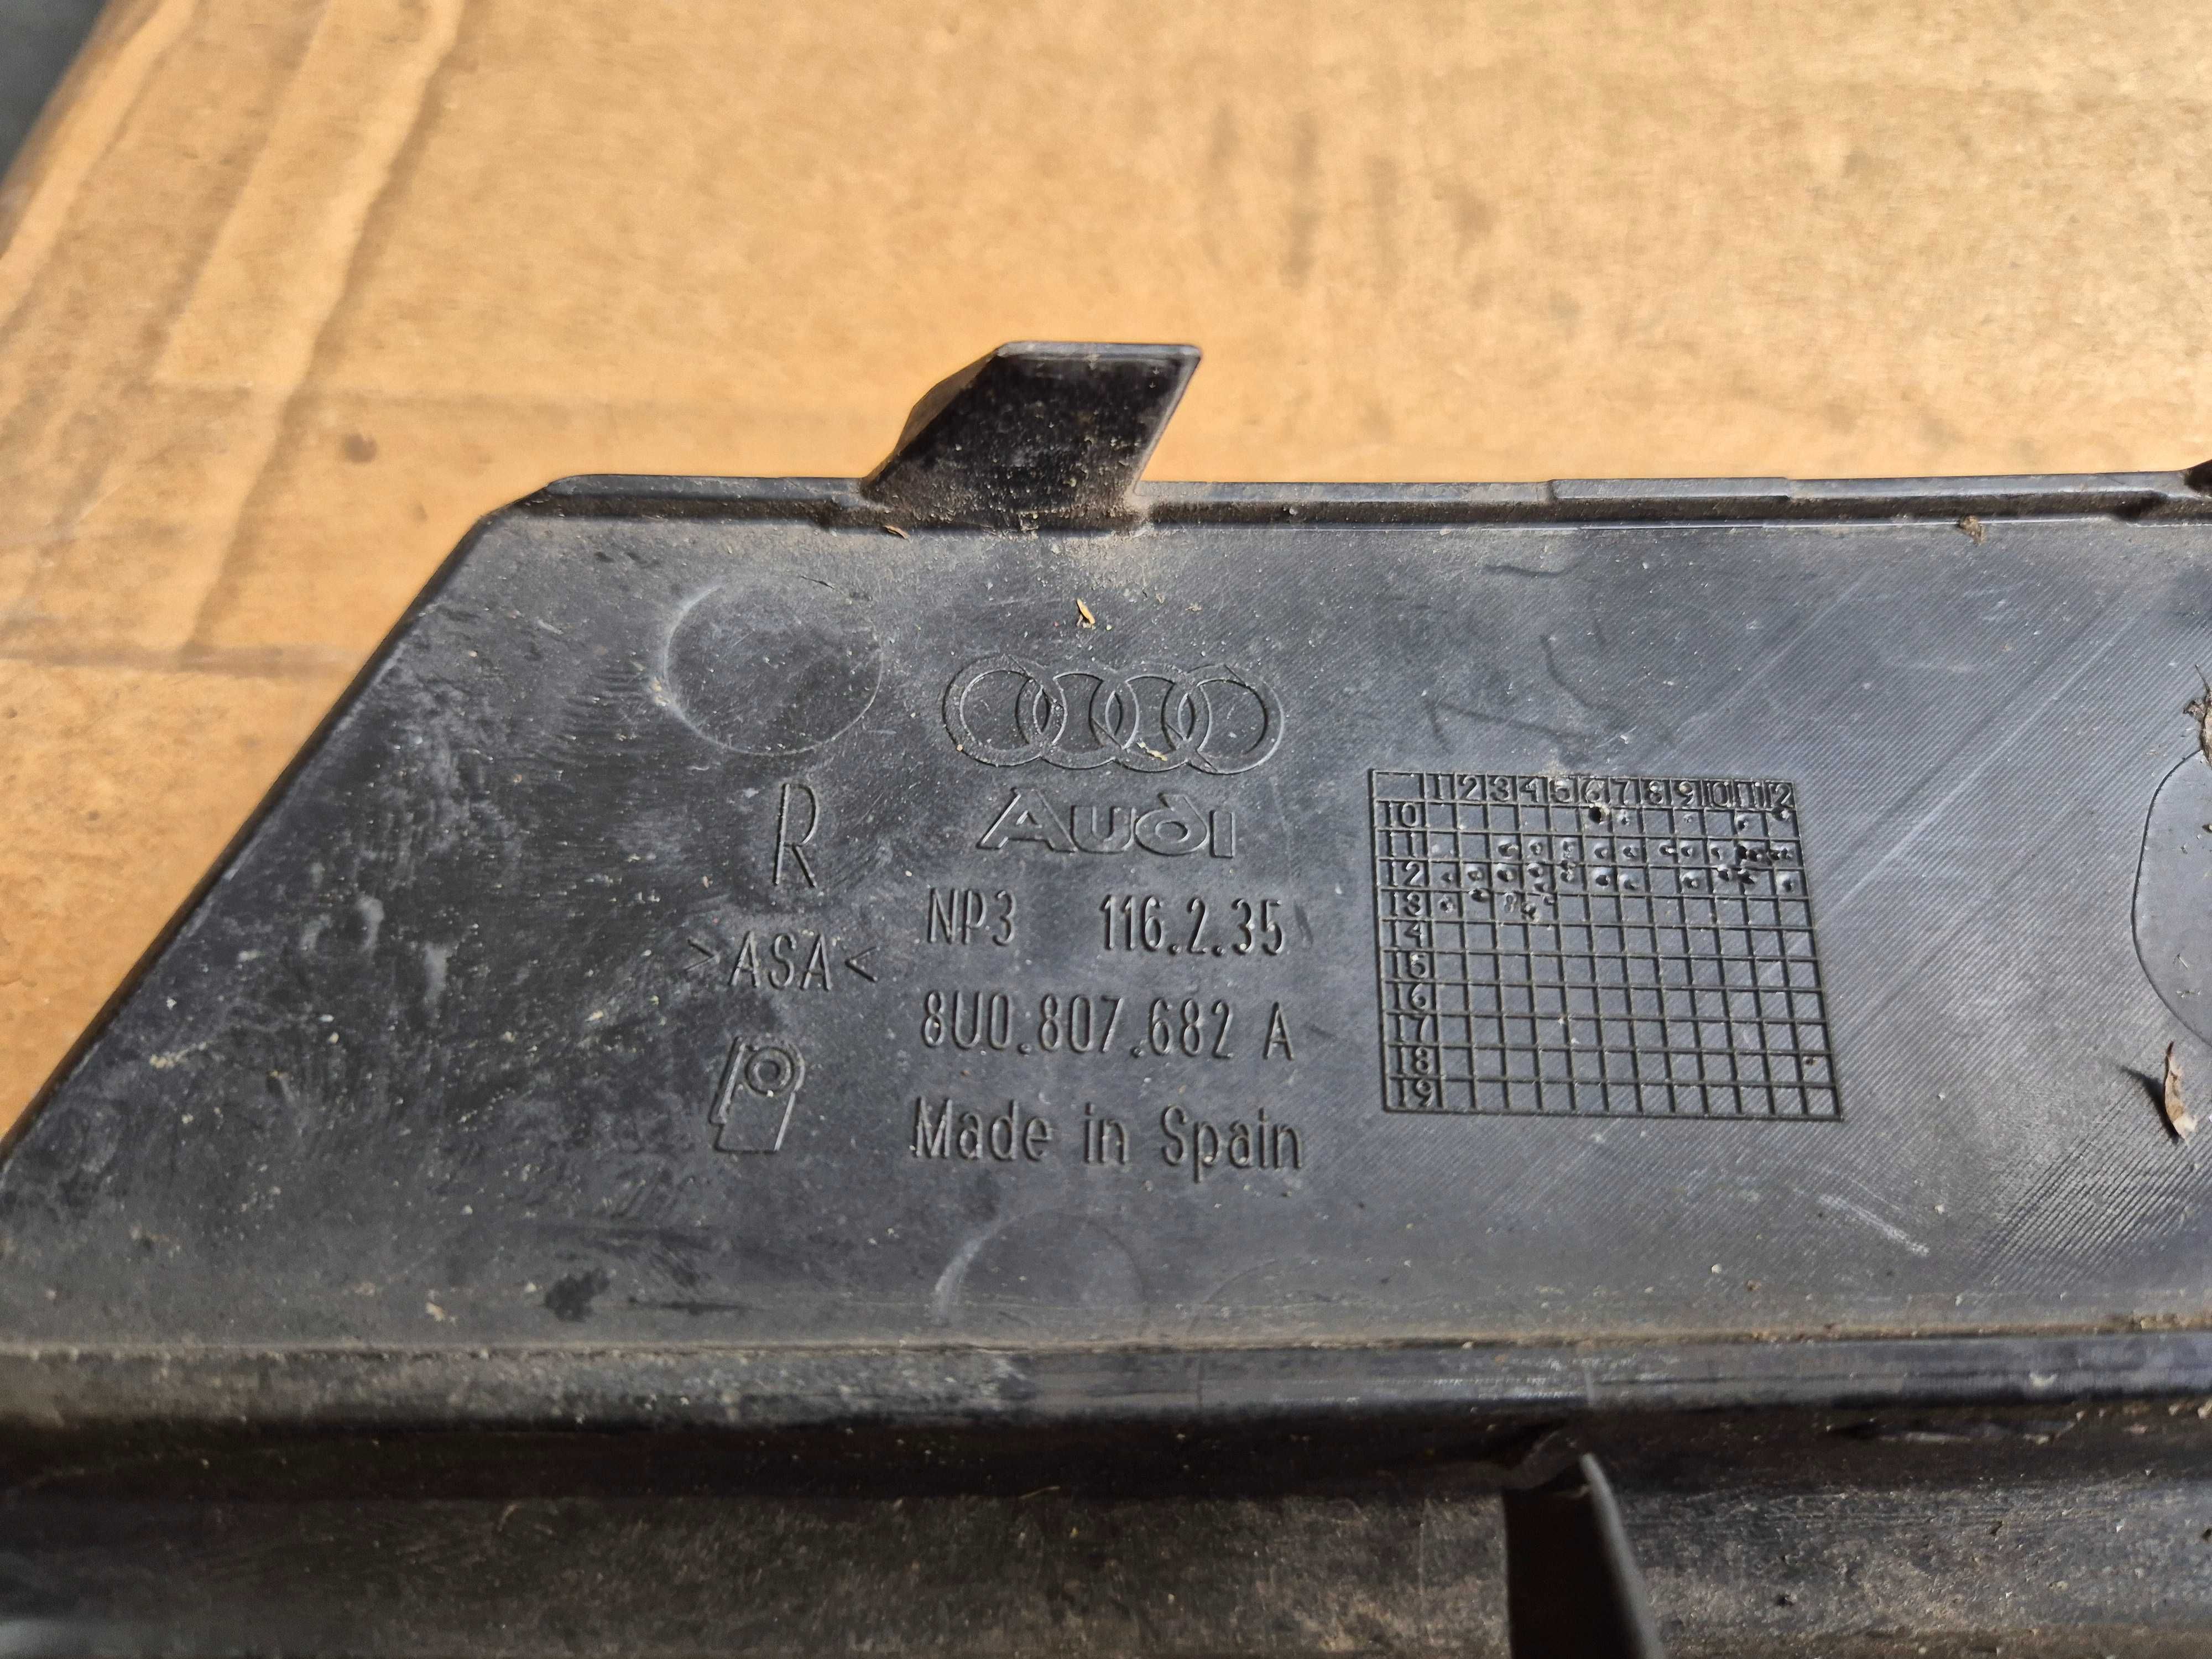 R
Audi
NP3 116.2.35
>ASA<
8U0.807.682 A
Made in Spain
1 2 3 4 5 6 7 8 9 10 11 12
10
11
12
13
14
15
16
17
18
19